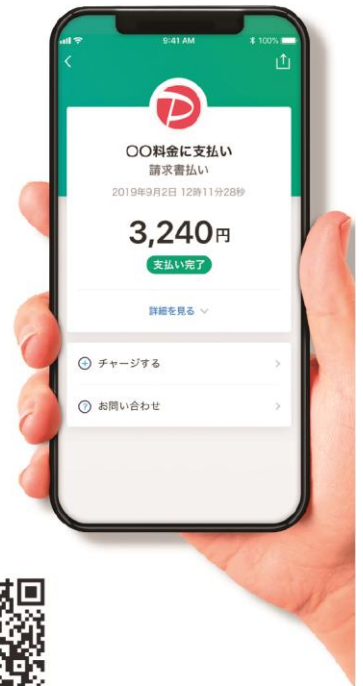 9:41 AM
100%
〇〇料金に支払い
請求書払い
2019年9月2日 12時11分28秒
3,240円
支払い完了
詳細を見る
チャージする
お問い合わせ